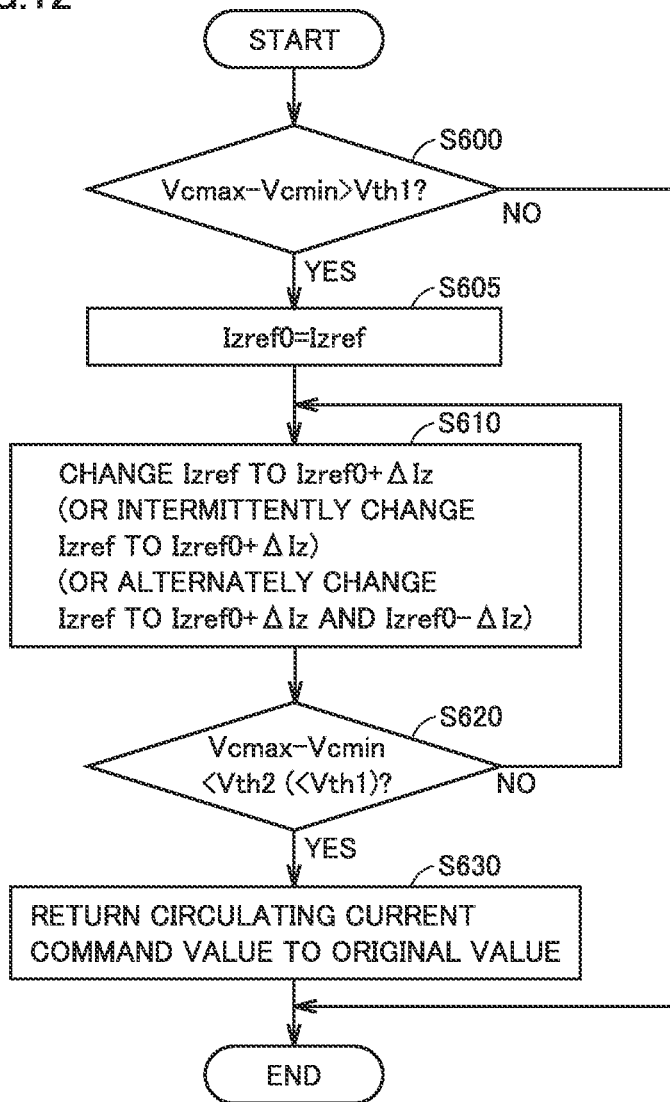 START
S600
Vcmax-Vcmin>Vth1?
NO
YES
S605
Izref0=Izref
S610
CHANGE Izref TO Izref0+ΔIz
(OR INTERMITTENTLY CHANGE
Izref TO Izref0+ΔIz)
(OR ALTERNATELY CHANGE
Izref TO Izref0+ΔIz AND Izref0-ΔIz)
S620
Vcmax-Vcmin
<Vth2 (<Vth1)?
NO
YES
S630
RETURN CIRCULATING CURRENT
COMMAND VALUE TO ORIGINAL VALUE
END